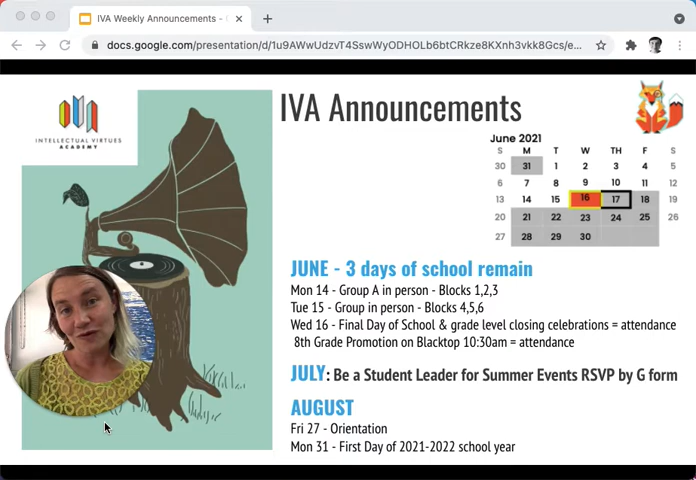 IVA Weekly Announcements -
docs.google.com/presentation/d/1u9AWwUdzvT4SswWyODHOLb6btCRkze8KXnh3vkk8Gcs/e...
INTELLECTUAL VIRTUES
ACADEMY
IVA Announcements
June 2021
S M T W TH F S
30 31 1 2 3 4 5
6 7 8 9 10 11 12
13 14 15 16 17 18 19
20 21 22 23 24 25 26
27 28 29 30
JUNE - 3 days of school remain
Mon 14 - Group A in person - Blocks 1,2,3
Tue 15 - Group in person - Blocks 4,5,6
Wed 16 - Final Day of School & grade level closing celebrations = attendance
8th Grade Promotion on Blacktop 10:30am = attendance
JULY: Be a Student Leader for Summer Events RSVP by G form
AUGUST
Fri 27 - Orientation
Mon 31 - First Day of 2021-2022 school year